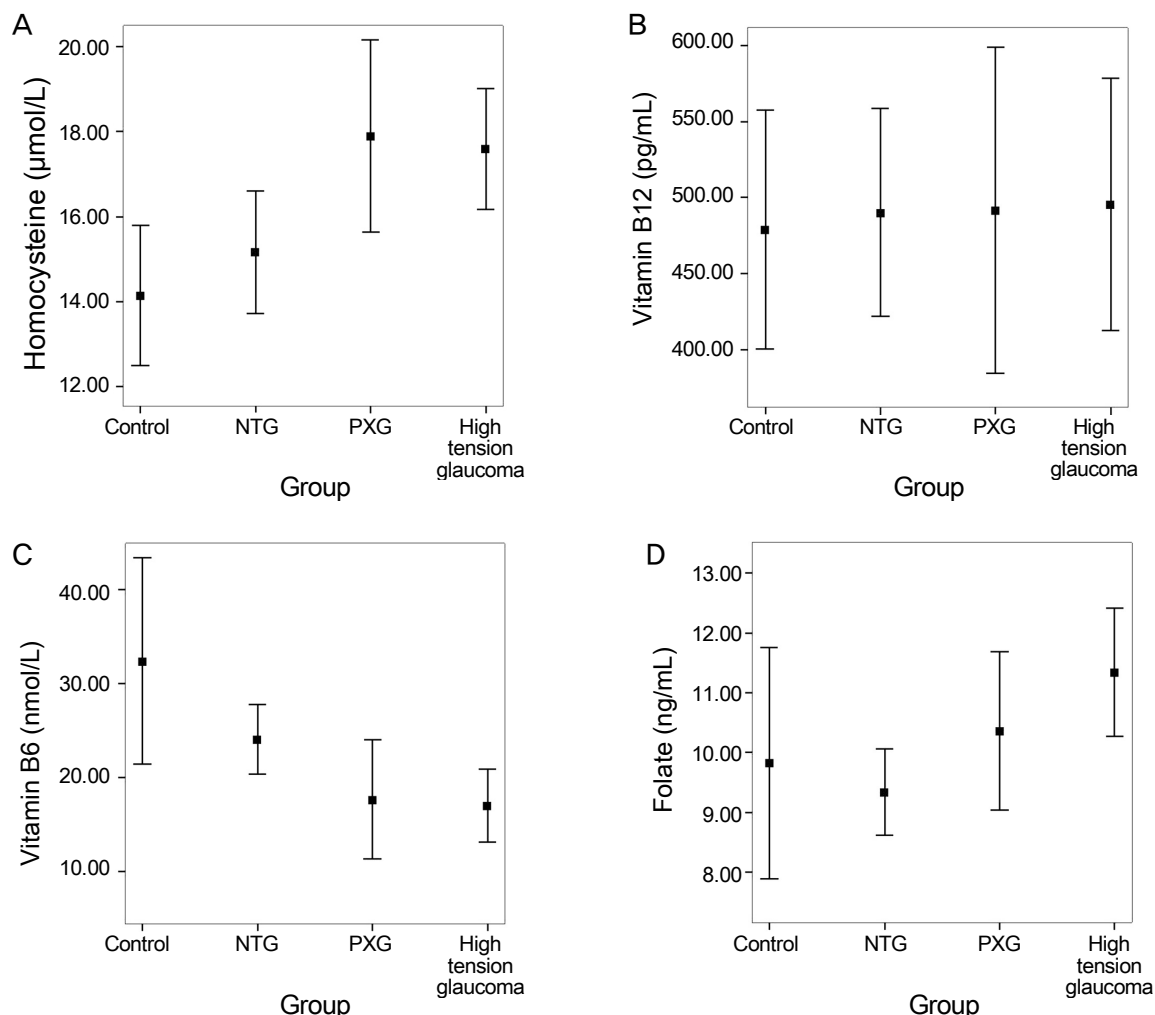 A
Homocysteine (μmol/L)
20.00
18.00
16.00
14.00
12.00
Control
NTG
PXG
High
tension
glaucoma
Group
B
Vitamin B12 (pg/mL)
600.00
550.00
500.00
450.00
400.00
Control
NTG
PXG
High
tension
glaucoma
Group
C
Vitamin B6 (nmol/L)
40.00
30.00
20.00
10.00
Control
NTG
PXG
High
tension
glaucoma
Group
D
Folate (ng/mL)
13.00
12.00
11.00
10.00
9.00
8.00
Control
NTG
PXG
High
tension
glaucoma
Group